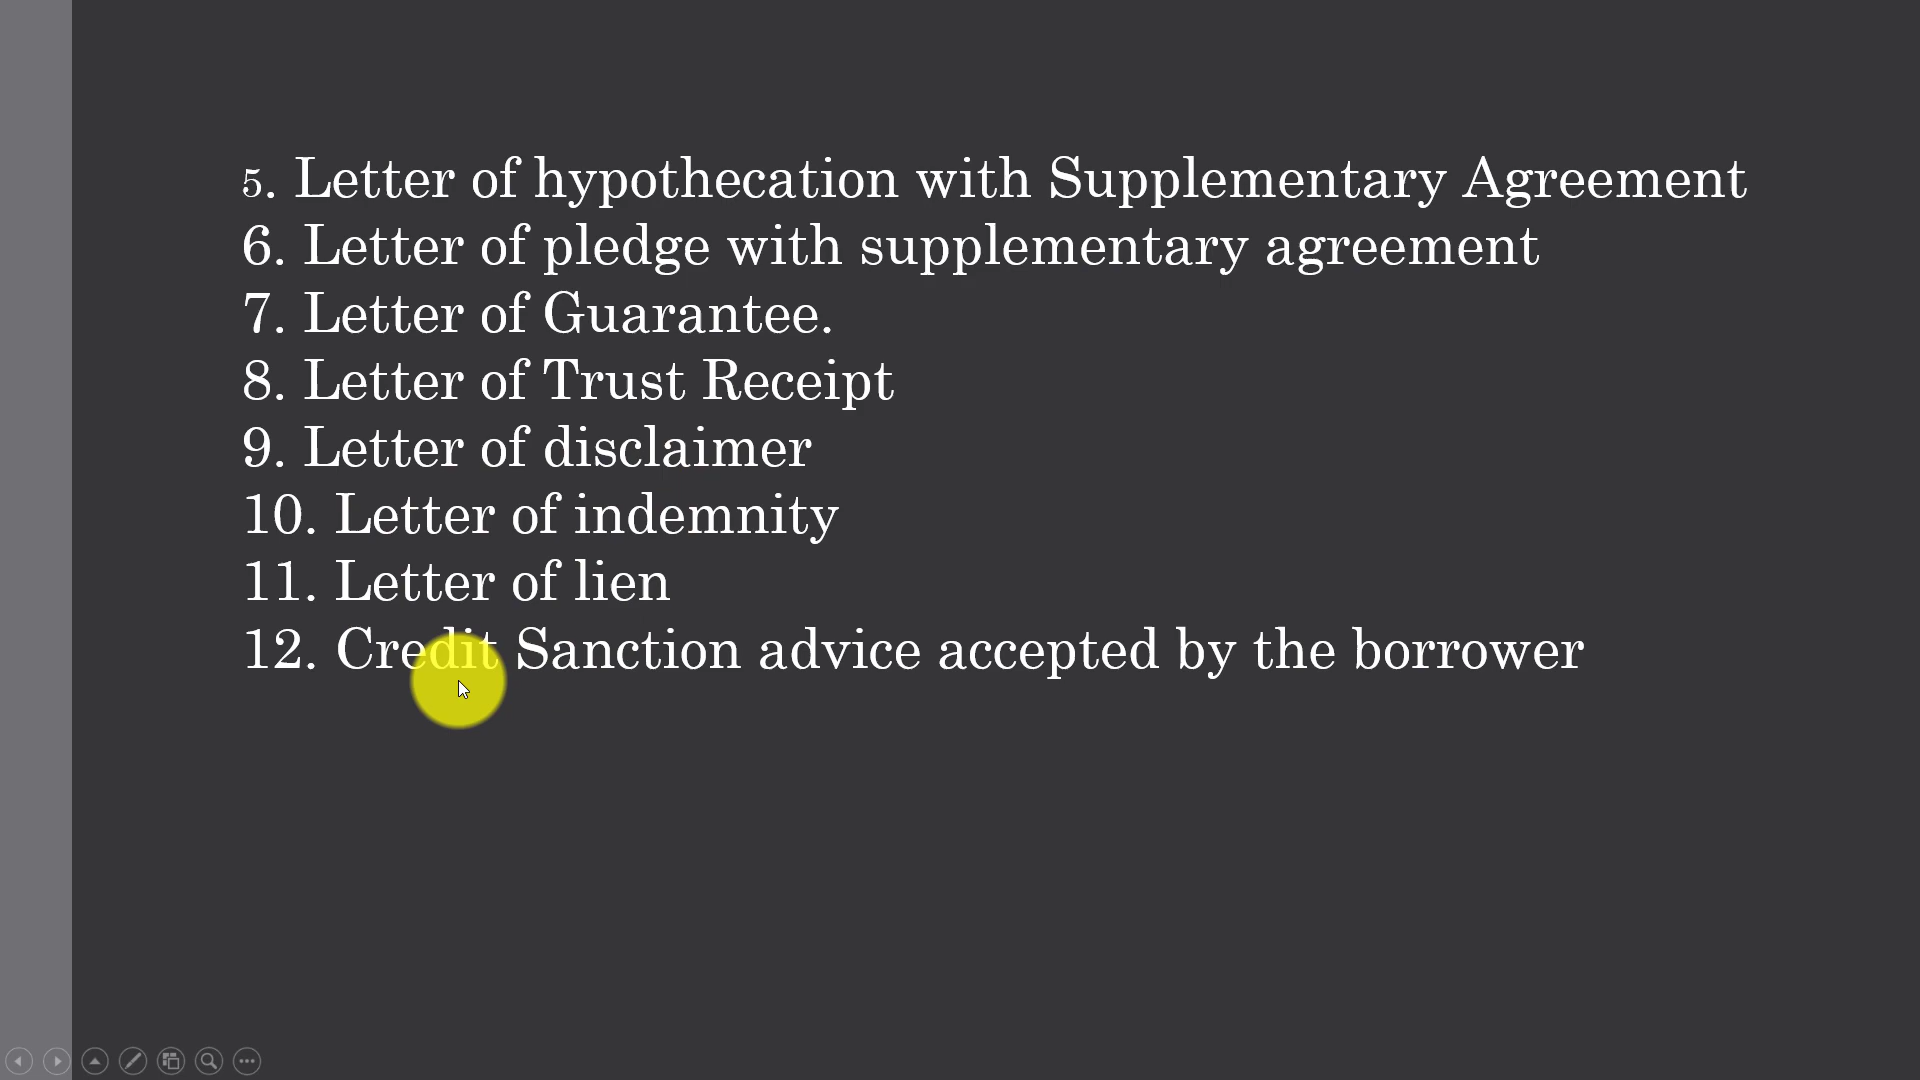 5. Letter of hypothecation with Supplementary Agreement
6. Letter of pledge with supplementary agreement
7. Letter of Guarantee.
8. Letter of Trust Receipt
9. Letter of disclaimer
10. Letter of indemnity
11. Letter of lien
12. Credit Sanction advice accepted by the borrower